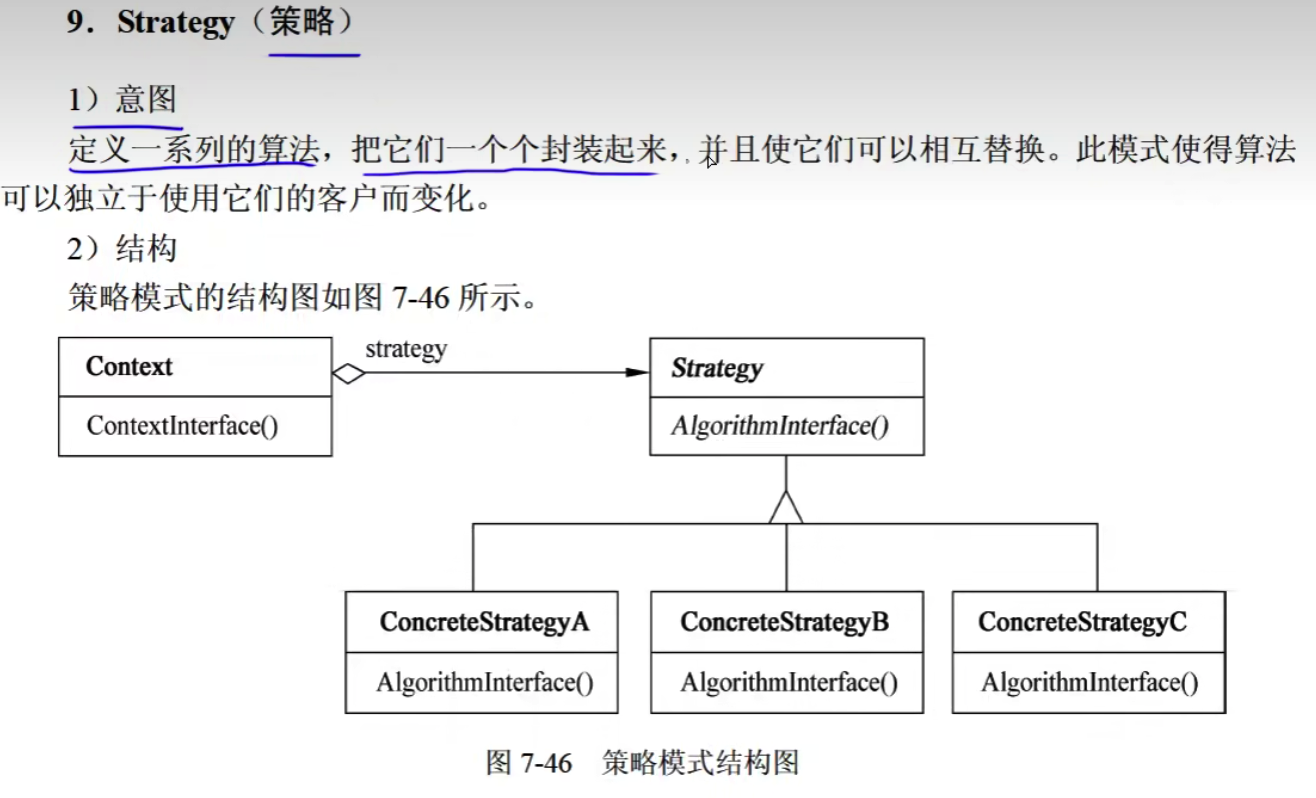 9．Strategy（策略）
1）意图
定义一系列的算法，把它们一个个封装起来，并且使它们可以相互替换。此模式使得算法
可以独立于使用它们的客户而变化。
2）结构
策略模式的结构图如图 7-46 所示。
strategy
Context
Strategy
ContextInterface()
AlgorithmInterface()
ConcreteStrategyA
ConcreteStrategyB
ConcreteStrategyC
AlgorithmInterface()
AlgorithmInterface()
AlgorithmInterface()
图 7-46　策略模式结构图